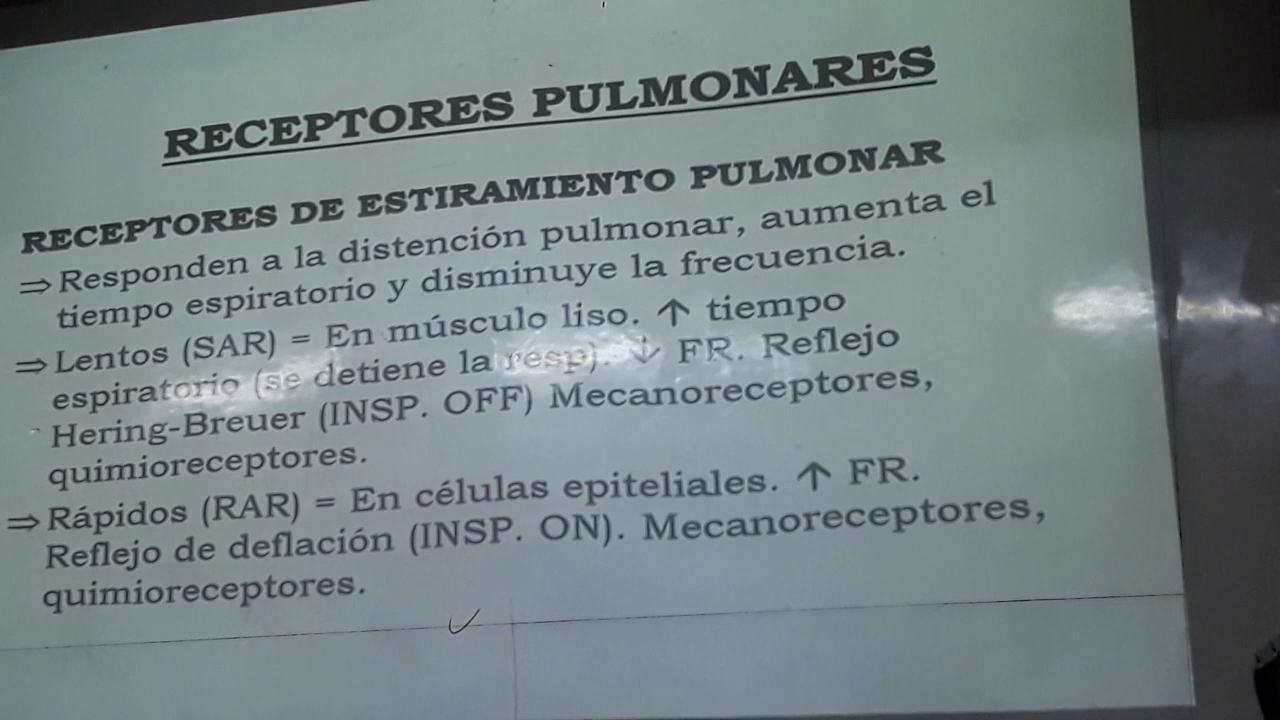 RECEPTORES PULMONARES
RECEPTORES DE ESTIRAMIENTO PULMONAR
⇒ Responden a la distención pulmonar, aumenta el
tiempo espiratorio y disminuye la frecuencia.
⇒ Lentos (SAR) = En músculo liso. ↑ tiempo
espiratorio (se detiene la resp). ↓ FR. Reflejo
Hering-Breuer (INSP. OFF) Mecanoreceptores,
quimioreceptores.
⇒ Rápidos (RAR) = En células epiteliales. ↑ FR.
Reflejo de deflación (INSP. ON). Mecanoreceptores,
quimioreceptores.